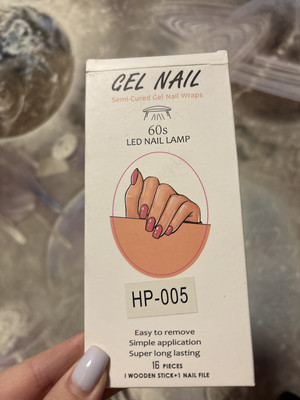 GEL NAIL
Semi-Cured Gel Nail Wraps
60s
LED NAIL LAMP
HP-005
Easy to remove
Simple application
Super long lasting
16 PIECES
1 WOODEN STICK+1 NAIL FILE